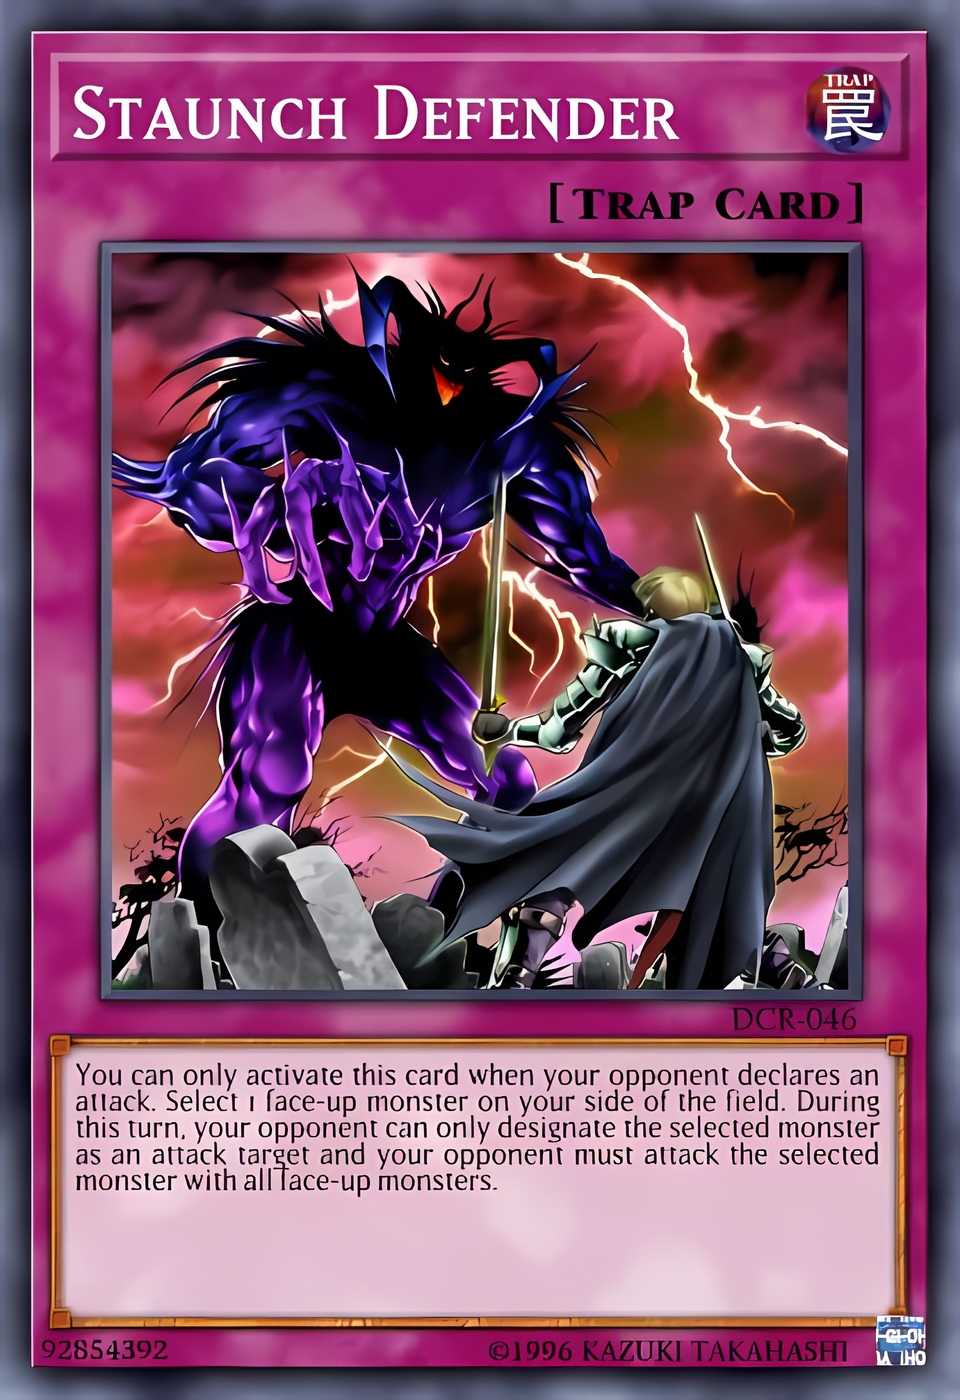 STAUNCH DEFENDER
TRAP
罠
[TRAP CARD]
DCR-046
You can only activate this card when your opponent declares an
attack. Select 1 face-up monster on your side of the field. During
this turn, your opponent can only designate the selected monster
as an attack target and your opponent must attack the selected
monster with all face-up monsters.
92854392
©1996 KAZUKI TAKAHASHI